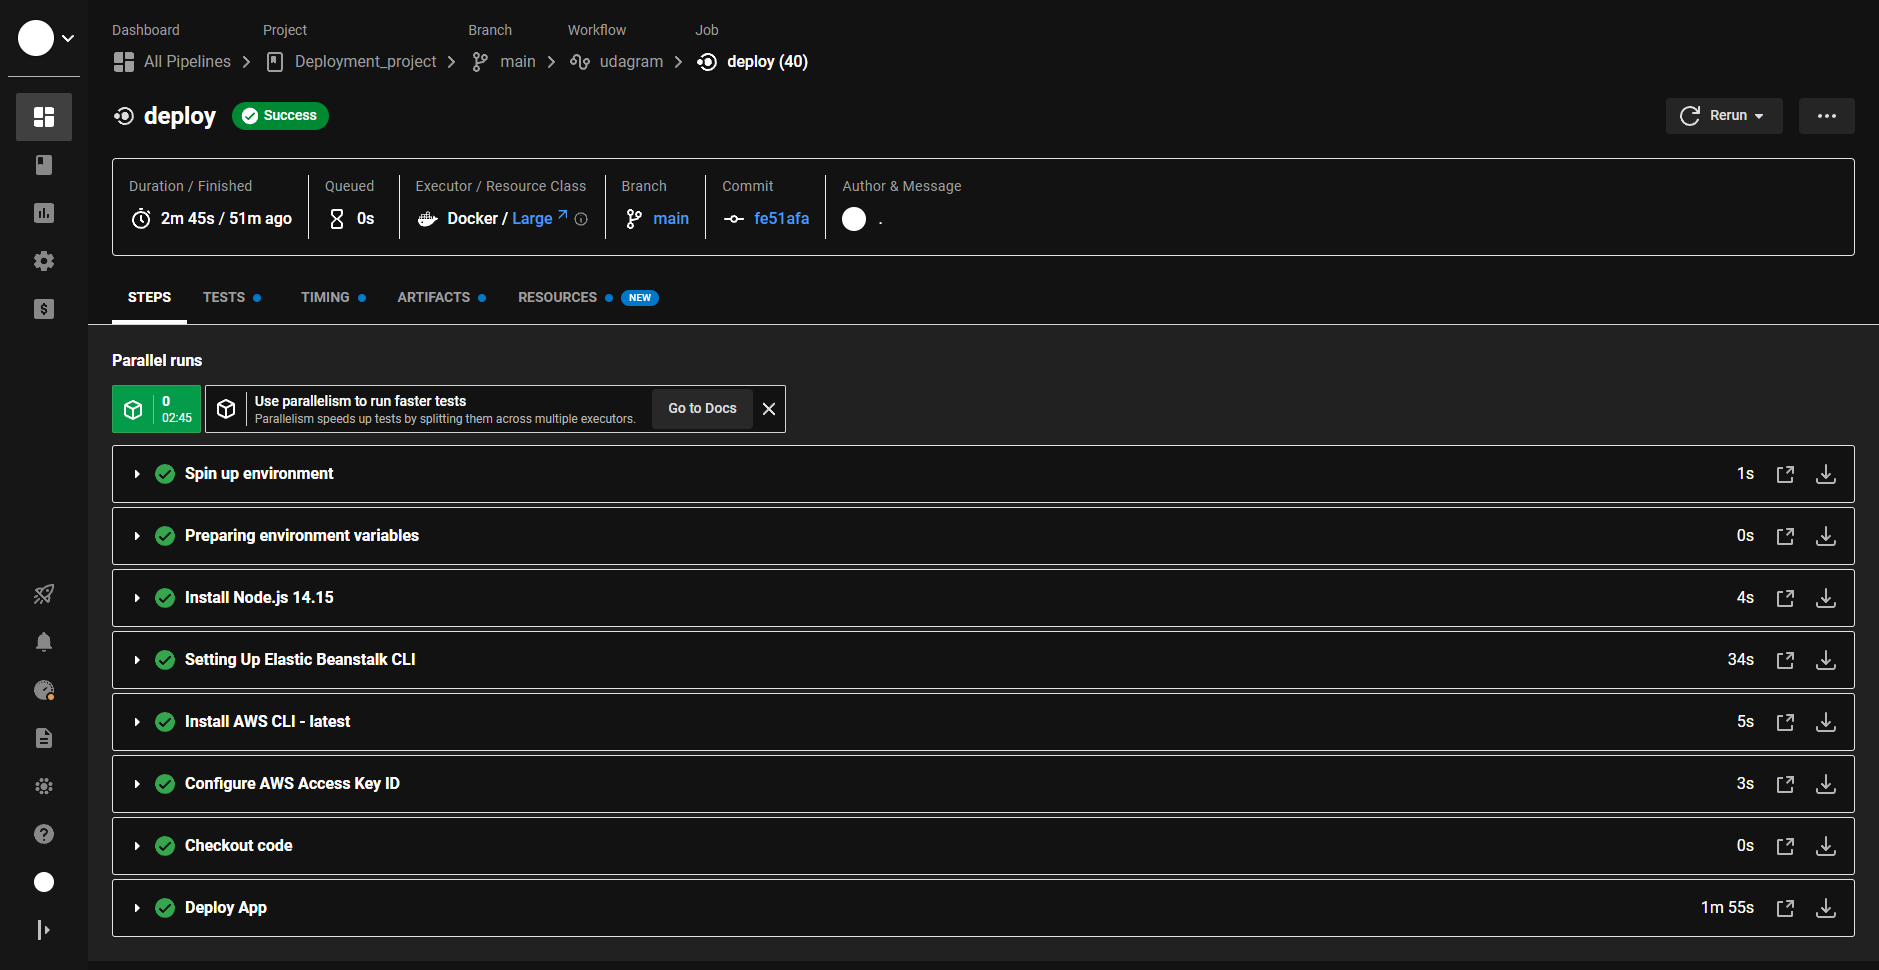 Dashboard Project Branch Workflow Job
All Pipelines Deployment_project main udagram deploy (40)
deploy Success Rerun
Duration / Finished Queued Executor / Resource Class Branch Commit Author & Message
2m 45s / 51m ago 0s Docker / Large main fe51afa .
STEPS TESTS TIMING ARTIFACTS RESOURCES NEW
Parallel runs
0
02:45
Use parallelism to run faster tests
Parallelism speeds up tests by splitting them across multiple executors.
Go to Docs
Spin up environment 1s
Preparing environment variables 0s
Install Node.js 14.15 4s
Setting Up Elastic Beanstalk CLI 34s
Install AWS CLI - latest 5s
Configure AWS Access Key ID 3s
Checkout code 0s
Deploy App 1m 55s